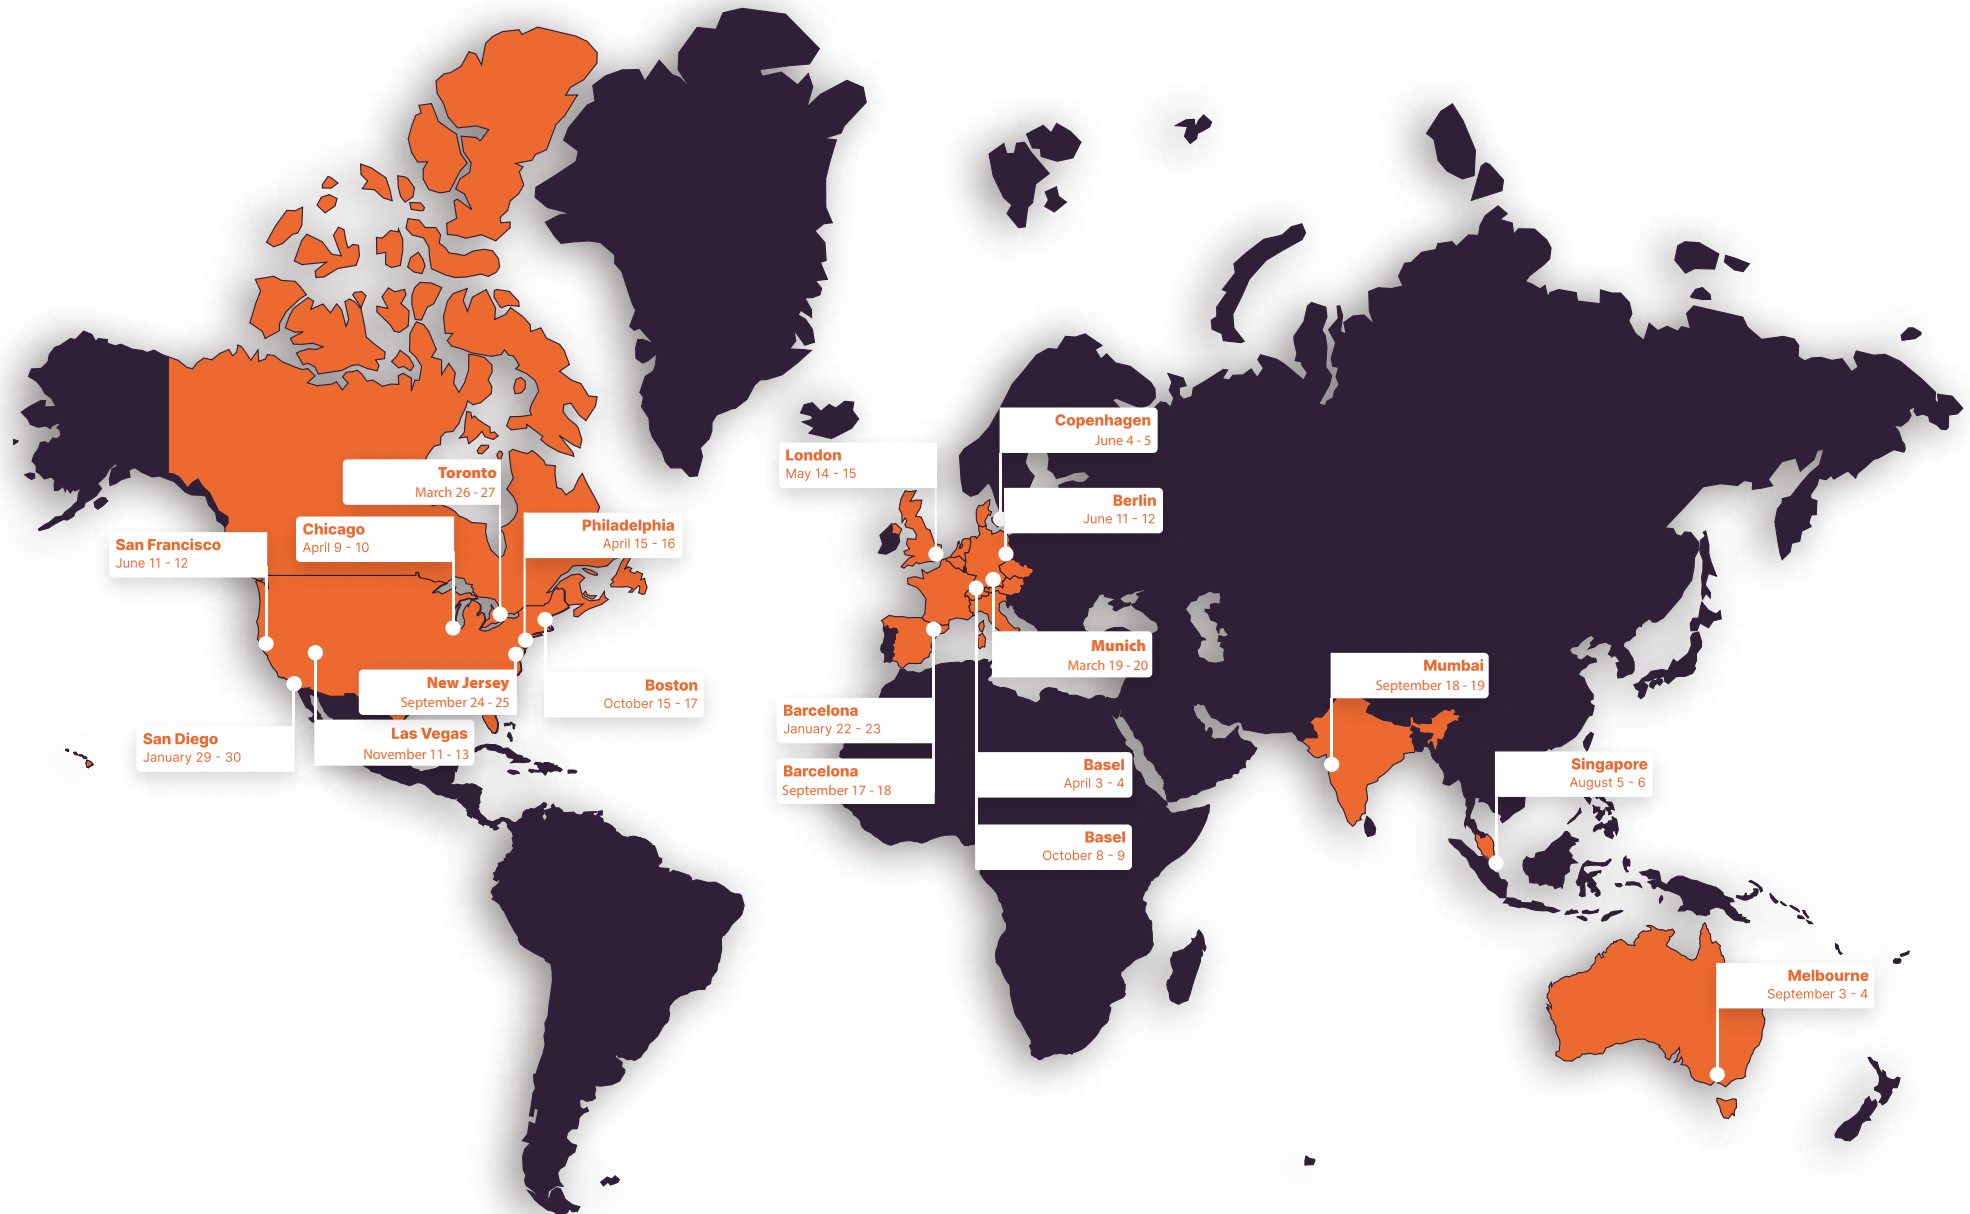 Copenhagen
June 4 - 5
London
May 14 - 15
Toronto
March 26 - 27
Berlin
June 11 - 12
Philadelphia
April 15 - 16
Chicago
April 9 - 10
San Francisco
June 11 - 12
Munich
March 19 - 20
Mumbai
September 18 - 19
New Jersey
September 24 - 25
Boston
October 15 - 17
Barcelona
January 22 - 23
Las Vegas
November 11 - 13
San Diego
January 29 - 30
Basel
April 3 - 4
Singapore
August 5 - 6
Barcelona
September 17 - 18
Basel
October 8 - 9
Melbourne
September 3 - 4